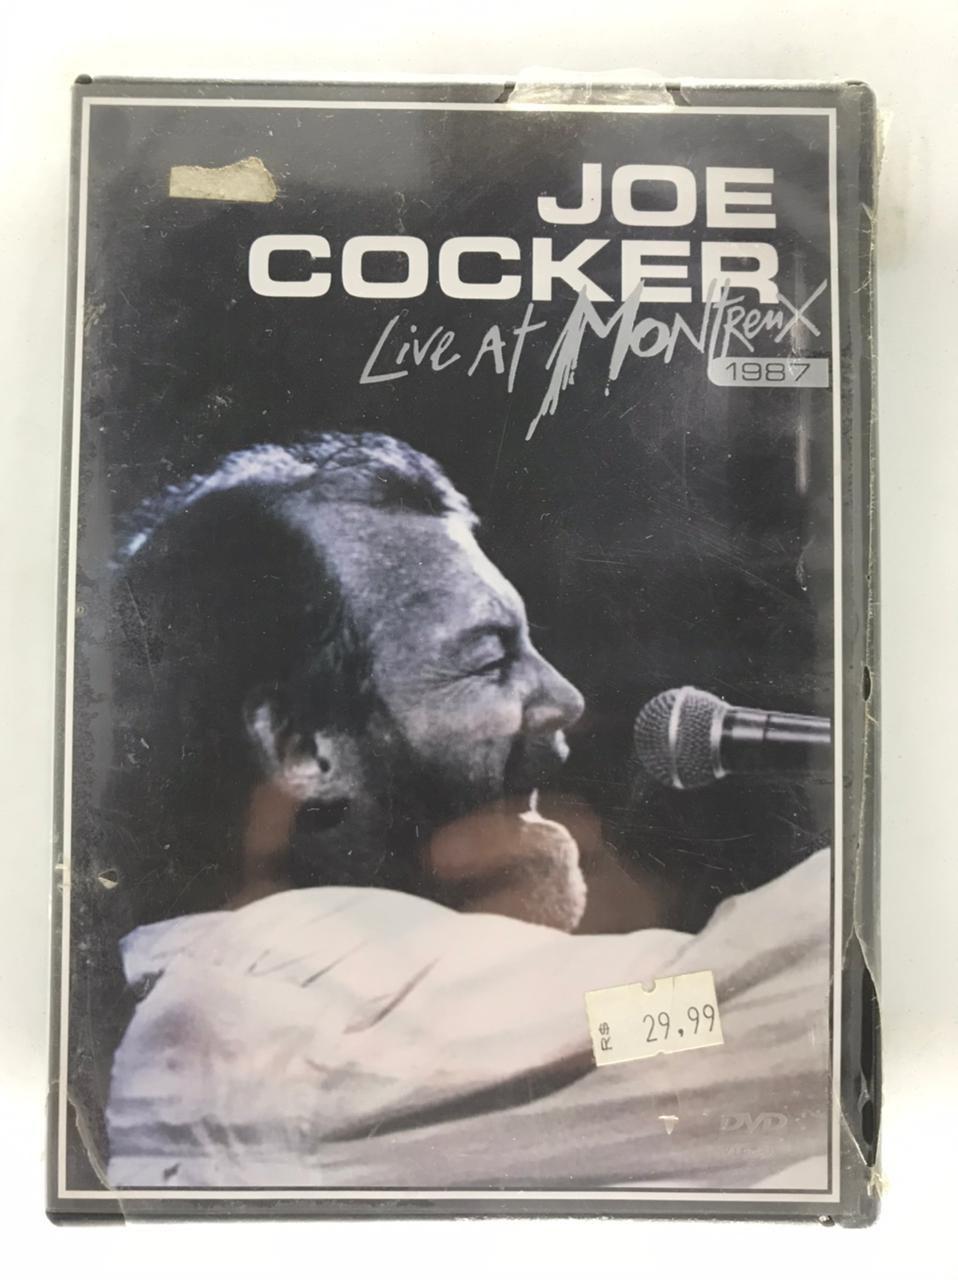 JOE
COCKER
Live At Montreux
1987
R$ 29,99
DVD